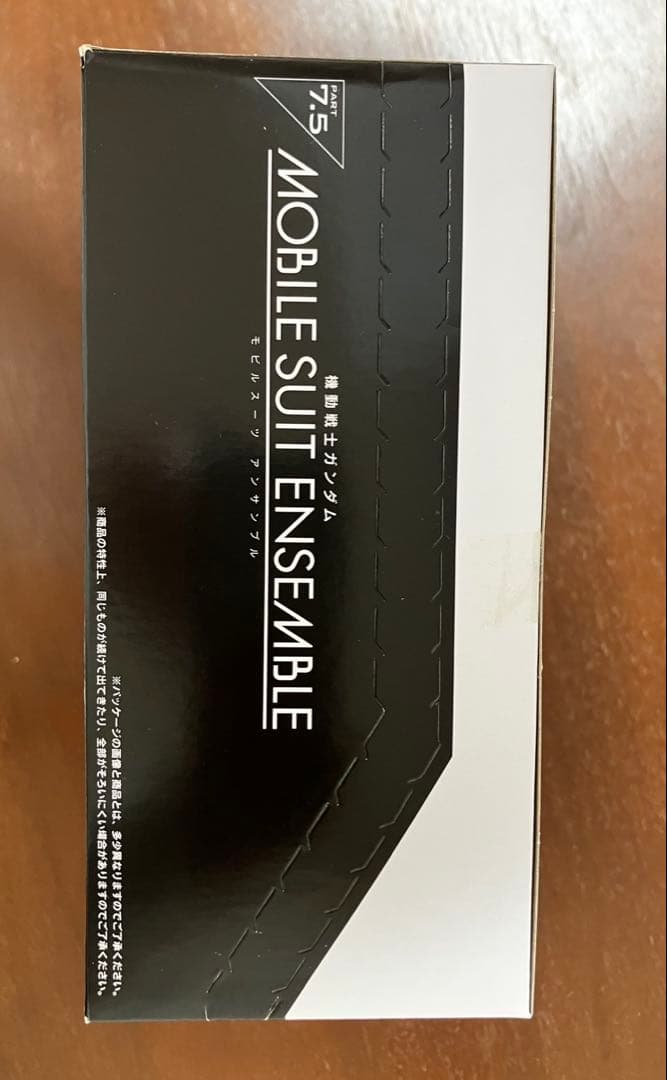 PART
7.5
機動戦士ガンダム
MOBILE SUIT ENSEMBLE
モビルスーツ アンサンブル
※パッケージの画像と商品とは、多少異なりますのでご了承ください。
※商品の特性上、同じものが続けて出てきたり、全部がそろいにくい場合がありますのでご了承ください。